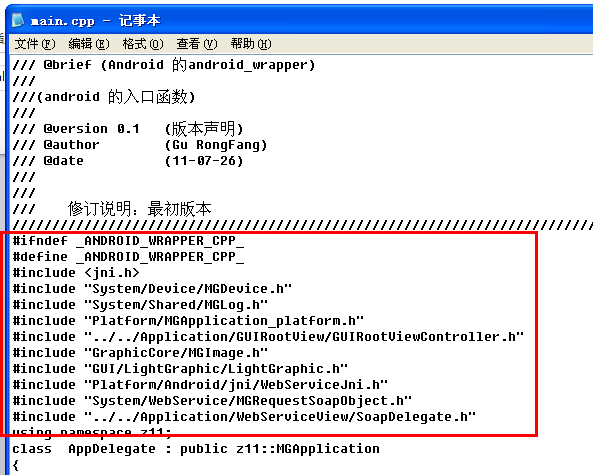 main.cpp - 记事本
文件(F) 编辑(E) 格式(O) 查看(V) 帮助(H)
/// @brief (Android 的android_wrapper)
///
///(android 的入口函数)
///
/// @version 0.1 (版本声明)
/// @author (Gu RongFang)
/// @date (11-07-26)
///
///
/// 修订说明: 最初版本
////////////////////////////////////////////////////////////////////////
#ifndef _ANDROID_WRAPPER_CPP_
#define _ANDROID_WRAPPER_CPP_
#include <jni.h>
#include "System/Device/MGDevice.h"
#include "System/Shared/MGLog.h"
#include "Platform/MGApplication_platform.h"
#include "../../Application/GUIRootView/GUIRootViewController.h"
#include "GraphicCore/MGImage.h"
#include "GUI/LightGraphic/LightGraphic.h"
#include "Platform/Android/jni/WebServiceJni.h"
#include "System/WebService/MGRequestSoapObject.h"
#include "../../Application/WebServiceView/SoapDelegate.h"
using namespace z11;
class AppDelegate : public z11::MGApplication
{